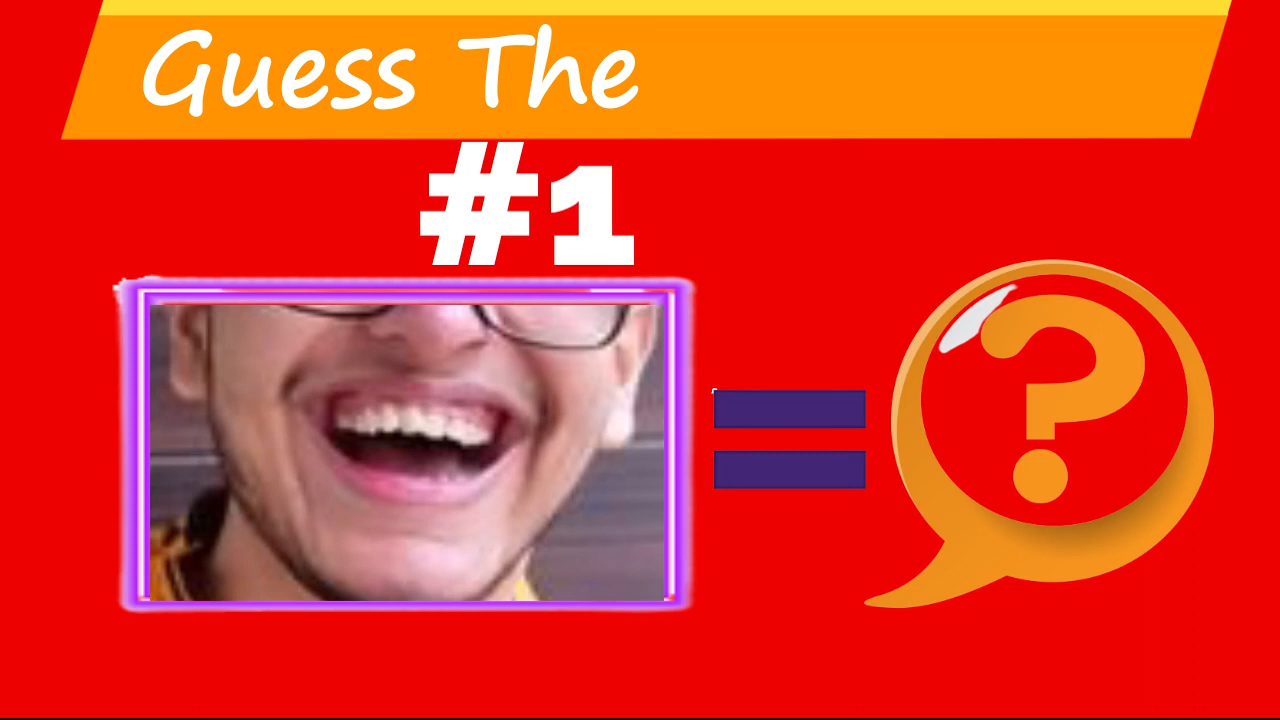 Guess The
#1
=
?